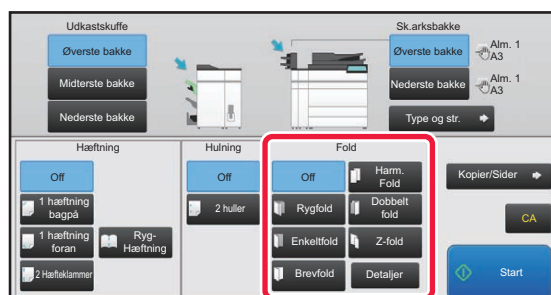 Udkastskuffe
Øverste bakke
Midterste bakke
Nederste bakke
Sk.arksbakke
Øverste bakke
Alm. 1
A3
Nederste bakke
Alm. 1
A3
Type og str.
Hæftning
Off
1 hæftning
bagpå
1 hæftning
foran
Ryg-
Hæftning
2 Hæfteklammer
Hulning
Off
2 huller
Fold
Off
Harm.
Fold
Rygfold
Dobbelt
fold
Enkeltfold
Z-fold
Brevfold
Detaljer
Kopier/Sider
CA
Start